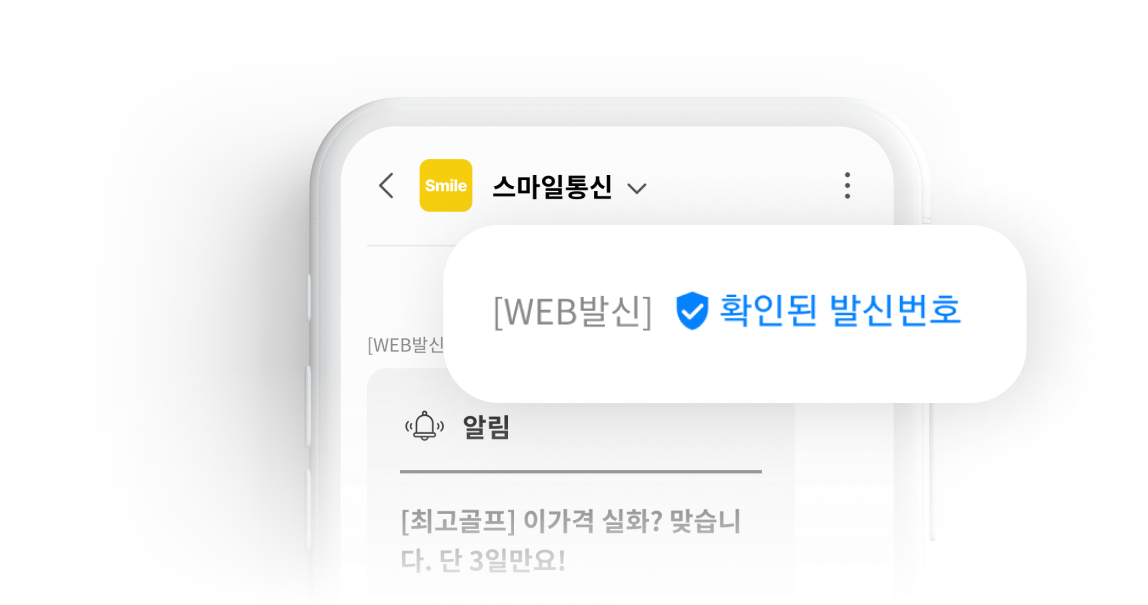 Smile 스마일통신
[WEB발신] 확인된 발신번호
[WEB발신
알림
[최고골프] 이가격 실화? 맞습니
다. 단 3일만요!